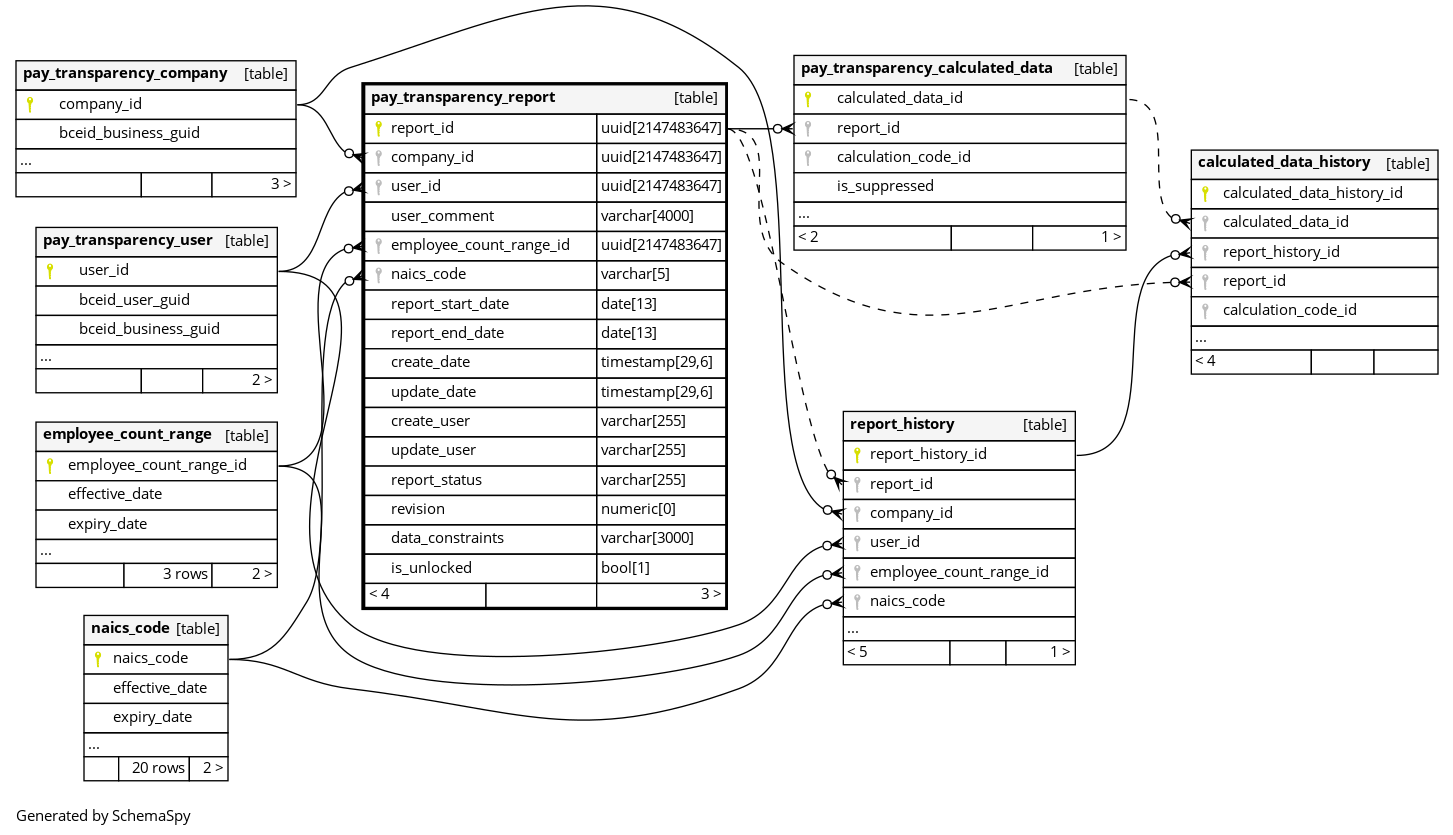 pay_transparency_company [table]
company_id
bceid_business_guid
...
3 >
pay_transparency_user [table]
user_id
bceid_user_guid
bceid_business_guid
...
2 >
employee_count_range [table]
employee_count_range_id
effective_date
expiry_date
...
3 rows 2 >
naics_code [table]
naics_code
effective_date
expiry_date
...
20 rows 2 >
pay_transparency_report [table]
report_id uuid[2147483647]
company_id uuid[2147483647]
user_id uuid[2147483647]
user_comment varchar[4000]
employee_count_range_id uuid[2147483647]
naics_code varchar[5]
report_start_date date[13]
report_end_date date[13]
create_date timestamp[29,6]
update_date timestamp[29,6]
create_user varchar[255]
update_user varchar[255]
report_status varchar[255]
revision numeric[0]
data_constraints varchar[3000]
is_unlocked bool[1]
< 4 3 >
pay_transparency_calculated_data [table]
calculated_data_id
report_id
calculation_code_id
is_suppressed
...
< 2 1 >
report_history [table]
report_history_id
report_id
company_id
user_id
employee_count_range_id
naics_code
...
< 5 1 >
calculated_data_history [table]
calculated_data_history_id
calculated_data_id
report_history_id
report_id
calculation_code_id
...
< 4
Generated by SchemaSpy